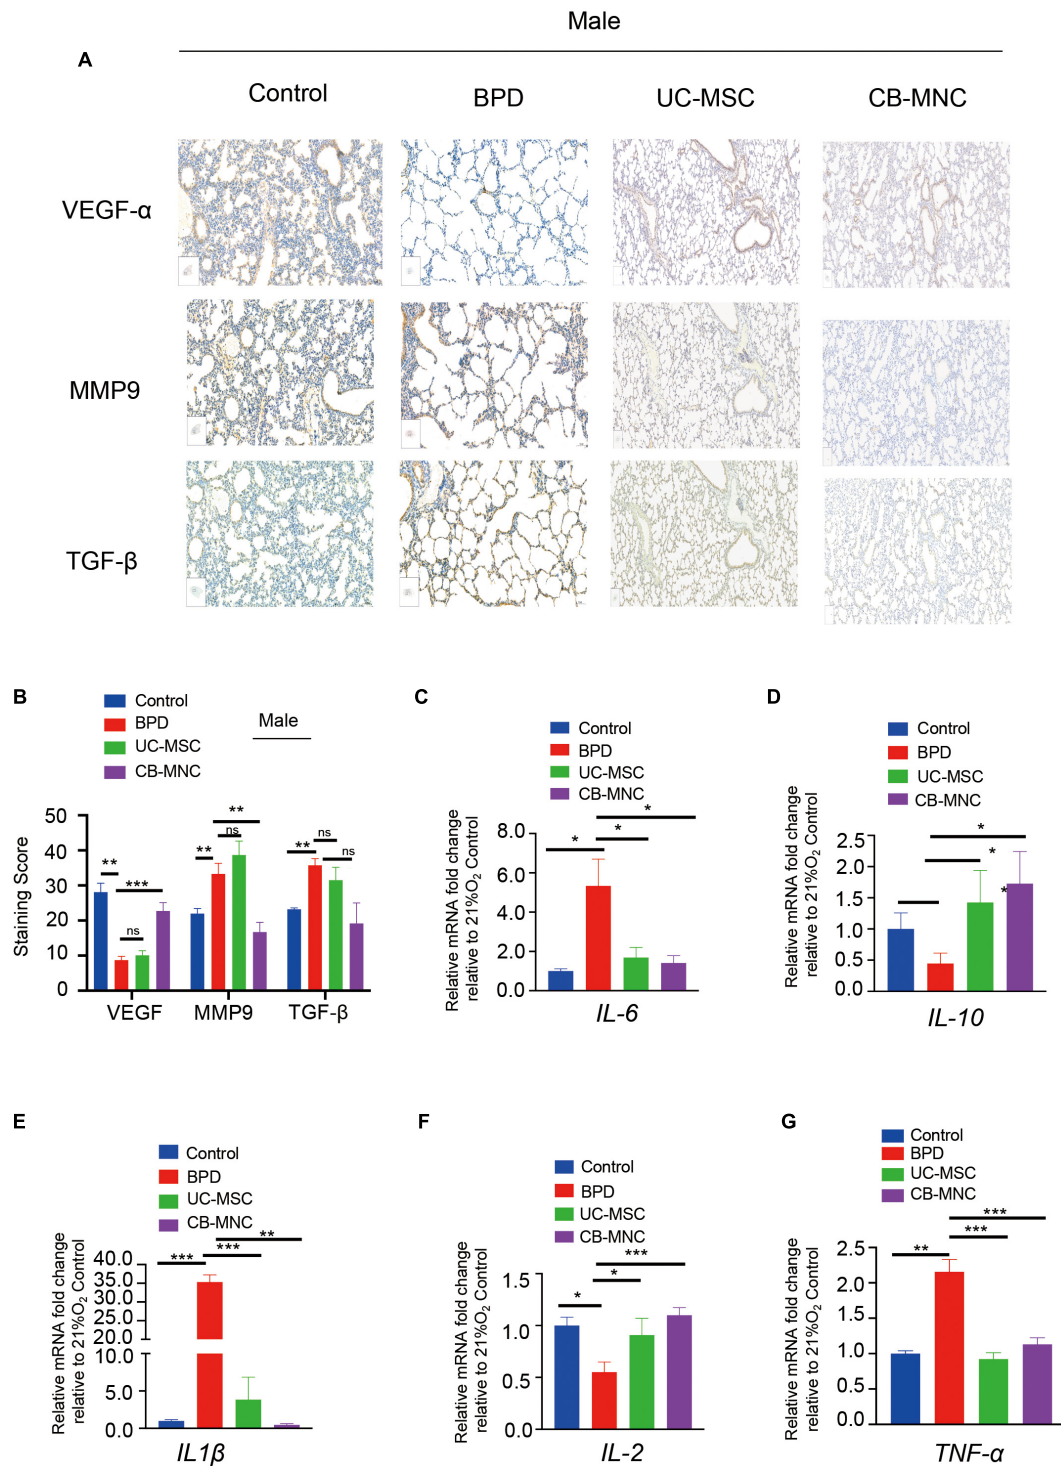 Male
A
Control BPD UC-MSC CB-MNC
VEGF-α
MMP9
TGF-β
B
Control
BPD
UC-MSC
CB-MNC
Male
Staining Score
50
40
30
20
10
0
**
***
ns
**
ns
**
**
ns
ns
VEGF MMP9 TGF-β
C
Control
BPD
UC-MSC
CB-MNC
Relative mRNA fold change
relative to 21%O₂ Control
8.0
6.0
4.0
2.0
0.0
*
*
*
IL-6
D
Control
BPD
UC-MSC
CB-MNC
Relative mRNA fold change
relative to 21%O₂ Control
2.5
2.0
1.5
1.0
0.5
0.0
*
*
*
IL-10
E
Control
BPD
UC-MSC
CB-MNC
Relative mRNA fold change
relative to 21%O₂ Control
40.0
35.0
30.0
25.0
20.0
10.0
5.0
0.0
***
***
**
IL1β
F
Control
BPD
UC-MSC
CB-MNC
Relative mRNA fold change
relative to 21%O₂ Control
1.5
1.0
0.5
0.0
*
*
***
IL-2
G
Control
BPD
UC-MSC
CB-MNC
Relative mRNA fold change
relative to 21%O₂ Control
2.5
2.0
1.5
1.0
0.5
0.0
**
***
***
TNF-α